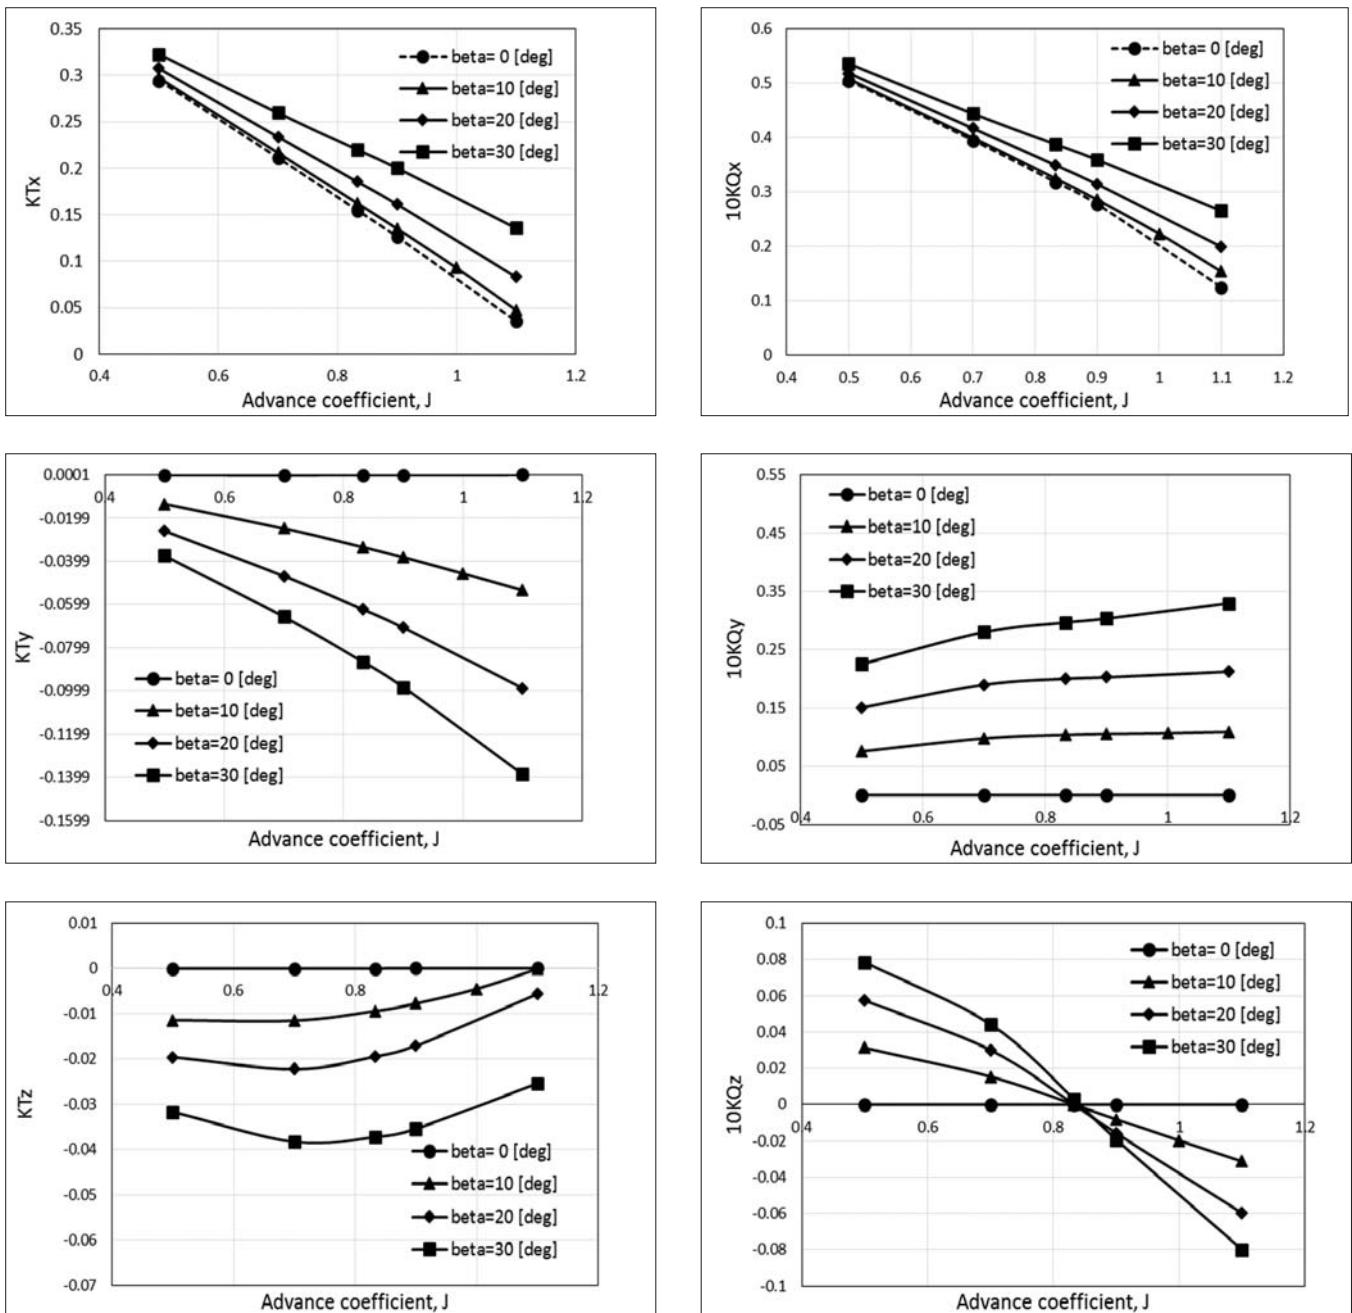 0.35
0.3
0.25
0.2
0.15
0.1
0.05
0
0.4 0.6 0.8 1 1.2
KTx
Advance coefficient, J
beta= 0 [deg]
beta=10 [deg]
beta=20 [deg]
beta=30 [deg]
0.6
0.5
0.4
0.3
0.2
0.1
0
0.4 0.5 0.6 0.7 0.8 0.9 1 1.1 1.2
10KQx
Advance coefficient, J
beta= 0 [deg]
beta=10 [deg]
beta=20 [deg]
beta=30 [deg]
0.0001
-0.0199
-0.0399
-0.0599
-0.0799
-0.0999
-0.1199
-0.1399
-0.1599
0.4 0.6 0.8 1 1.2
KTy
Advance coefficient, J
beta= 0 [deg]
beta=10 [deg]
beta=20 [deg]
beta=30 [deg]
0.55
0.45
0.35
0.25
0.15
0.05
-0.05
0.4 0.6 0.8 1 1.2
10KQy
Advance coefficient, J
beta= 0 [deg]
beta=10 [deg]
beta=20 [deg]
beta=30 [deg]
0.01
0
-0.01
-0.02
-0.03
-0.04
-0.05
-0.06
-0.07
0.4 0.6 0.8 1 1.2
KTz
Advance coefficient, J
beta= 0 [deg]
beta=10 [deg]
beta=20 [deg]
beta=30 [deg]
0.1
0.08
0.06
0.04
0.02
0
-0.02
-0.04
-0.06
-0.08
-0.1
0.4 0.6 0.8 1 1.2
10KQz
Advance coefficient, J
beta= 0 [deg]
beta=10 [deg]
beta=20 [deg]
beta=30 [deg]